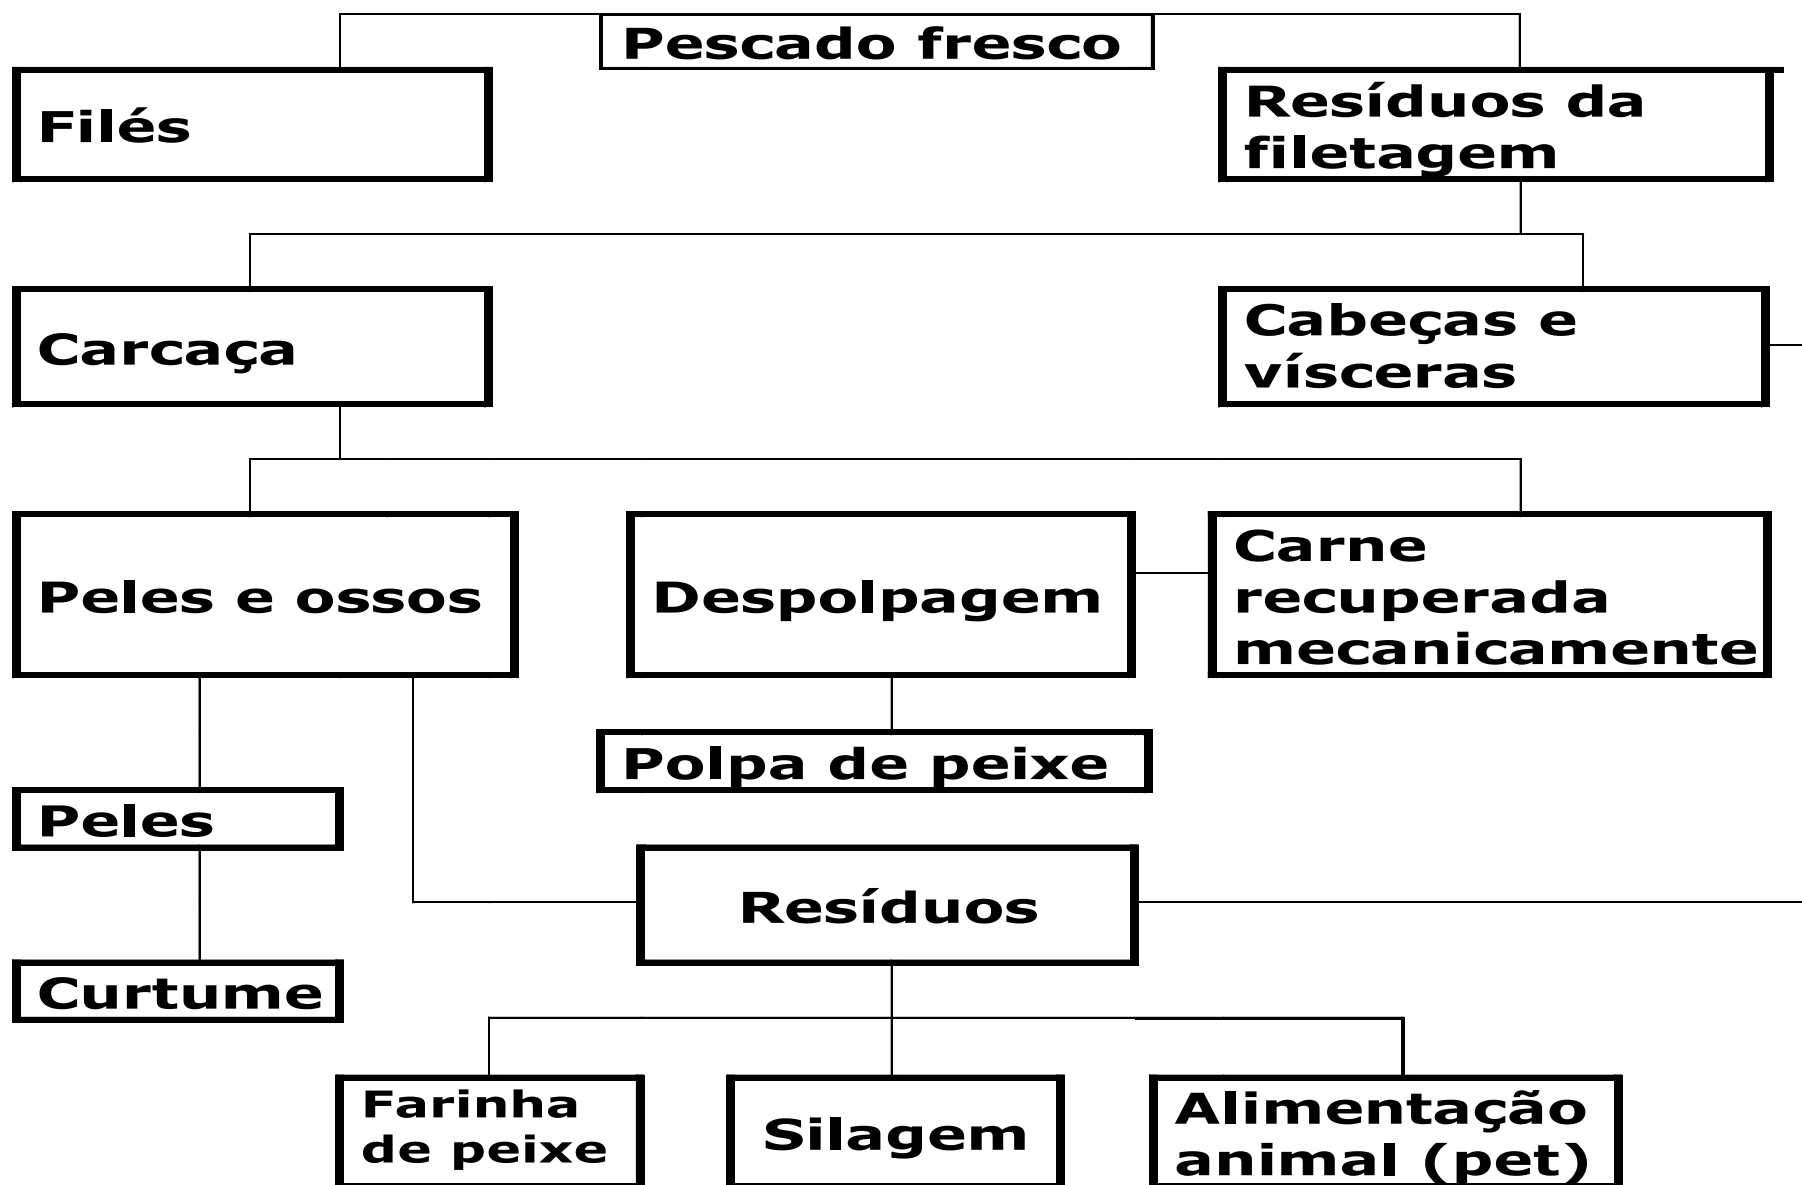 Pescado fresco
Filés
Resíduos da
filetagem
Carcaça
Cabeças e
vísceras
Peles e ossos
Despolpagem
Carne
recuperada
mecanicamente
Polpa de peixe
Peles
Resíduos
Curtume
Farinha
de peixe
Silagem
Alimentação
animal (pet)